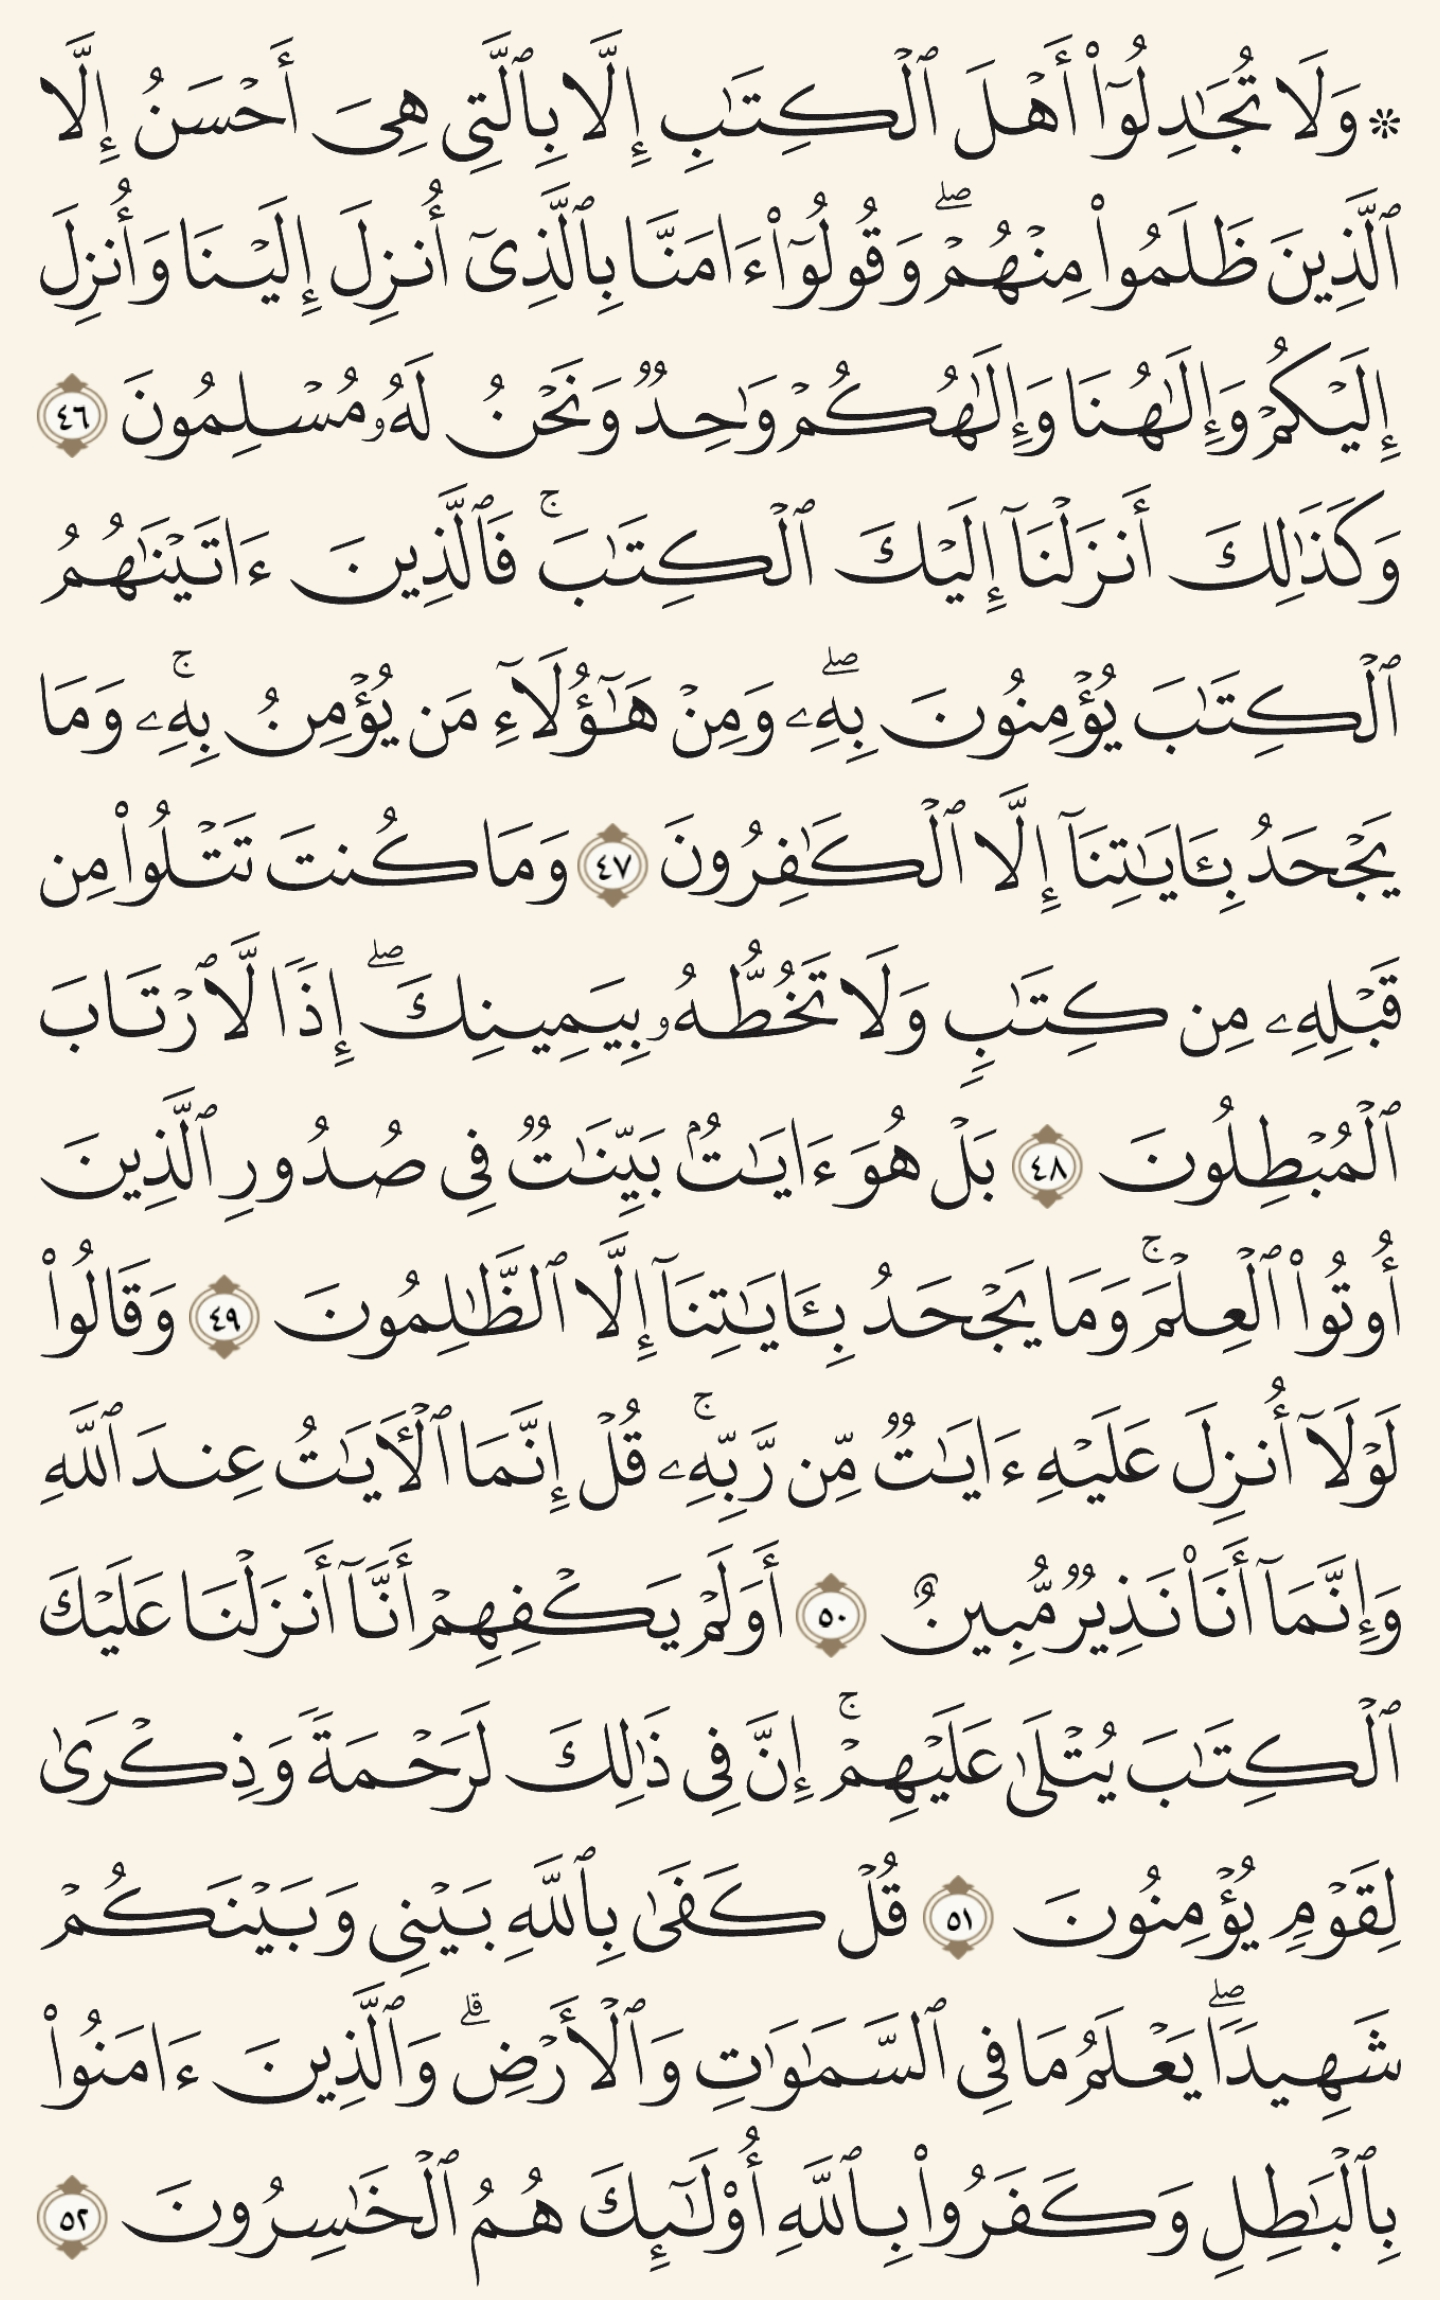 ۞ وَلَا تُجَٰدِلُوٓا۟ أَهْلَ ٱلْكِتَٰبِ إِلَّا بِٱلَّتِى هِىَ أَحْسَنُ إِلَّا
ٱلَّذِينَ ظَلَمُوا۟ مِنْهُمْ ۖ وَقُولُوٓا۟ ءَامَنَّا بِٱلَّذِىٓ أُنزِلَ إِلَيْنَا وَأُنزِلَ
إِلَيْكُمْ وَإِلَٰهُنَا وَإِلَٰهُكُمْ وَٰحِدٌ وَنَحْنُ لَهُۥ مُسْلِمُونَ ٤٦
وَكَذَٰلِكَ أَنزَلْنَآ إِلَيْكَ ٱلْكِتَٰبَ ۚ فَٱلَّذِينَ ءَاتَيْنَٰهُمُ
ٱلْكِتَٰبَ يُؤْمِنُونَ بِهِۦ ۖ وَمِنْ هَٰٓؤُلَآءِ مَن يُؤْمِنُ بِهِۦ ۚ وَمَا
يَجْحَدُ بِـَٔايَٰتِنَآ إِلَّا ٱلْكَٰفِرُونَ ٤٧ وَمَا كُنتَ تَتْلُوا۟ مِن
قَبْلِهِۦ مِن كِتَٰبٍ وَلَا تَخُطُّهُۥ بِيَمِينِكَ ۖ إِذًا لَّٱرْتَابَ
ٱلْمُبْطِلُونَ ٤٨ بَلْ هُوَ ءَايَٰتٌۢ بَيِّنَٰتٌ فِى صُدُورِ ٱلَّذِينَ
أُوتُوا۟ ٱلْعِلْمَ ۚ وَمَا يَجْحَدُ بِـَٔايَٰتِنَآ إِلَّا ٱلظَّٰلِمُونَ ٤٩ وَقَالُوا۟
لَوْلَآ أُنزِلَ عَلَيْهِ ءَايَٰتٌ مِّن رَّبِّهِۦ ۚ قُلْ إِنَّمَا ٱلْـَٔايَٰتُ عِندَ ٱللَّهِ
وَإِنَّمَآ أَنَا۠ نَذِيرٌ مُّبِينٌ ٥٠ أَوَلَمْ يَكْفِهِمْ أَنَّآ أَنزَلْنَا عَلَيْكَ
ٱلْكِتَٰبَ يُتْلَىٰ عَلَيْهِمْ ۚ إِنَّ فِى ذَٰلِكَ لَرَحْمَةً وَذِكْرَىٰ
لِقَوْمٍ يُؤْمِنُونَ ٥١ قُلْ كَفَىٰ بِٱللَّهِ بَيْنِى وَبَيْنَكُمْ
شَهِيدًا ۖ يَعْلَمُ مَا فِى ٱلسَّمَٰوَٰتِ وَٱلْأَرْضِ ۗ وَٱلَّذِينَ ءَامَنُوا۟
بِٱلْبَٰطِلِ وَكَفَرُوا۟ بِٱللَّهِ أُو۟لَٰٓئِكَ هُمُ ٱلْخَٰسِرُونَ ٥٢